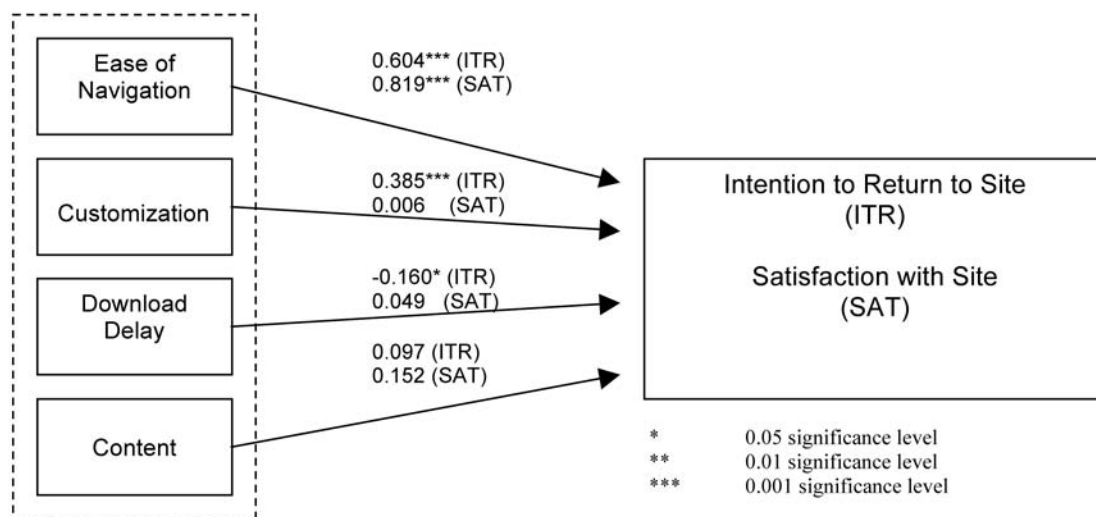 Ease of
Navigation
0.604*** (ITR)
0.819*** (SAT)
Customization
0.385*** (ITR)
0.006 (SAT)
Download
Delay
-0.160* (ITR)
0.049 (SAT)
Content
0.097 (ITR)
0.152 (SAT)
Intention to Return to Site
(ITR)
Satisfaction with Site
(SAT)
* 0.05 significance level
** 0.01 significance level
*** 0.001 significance level